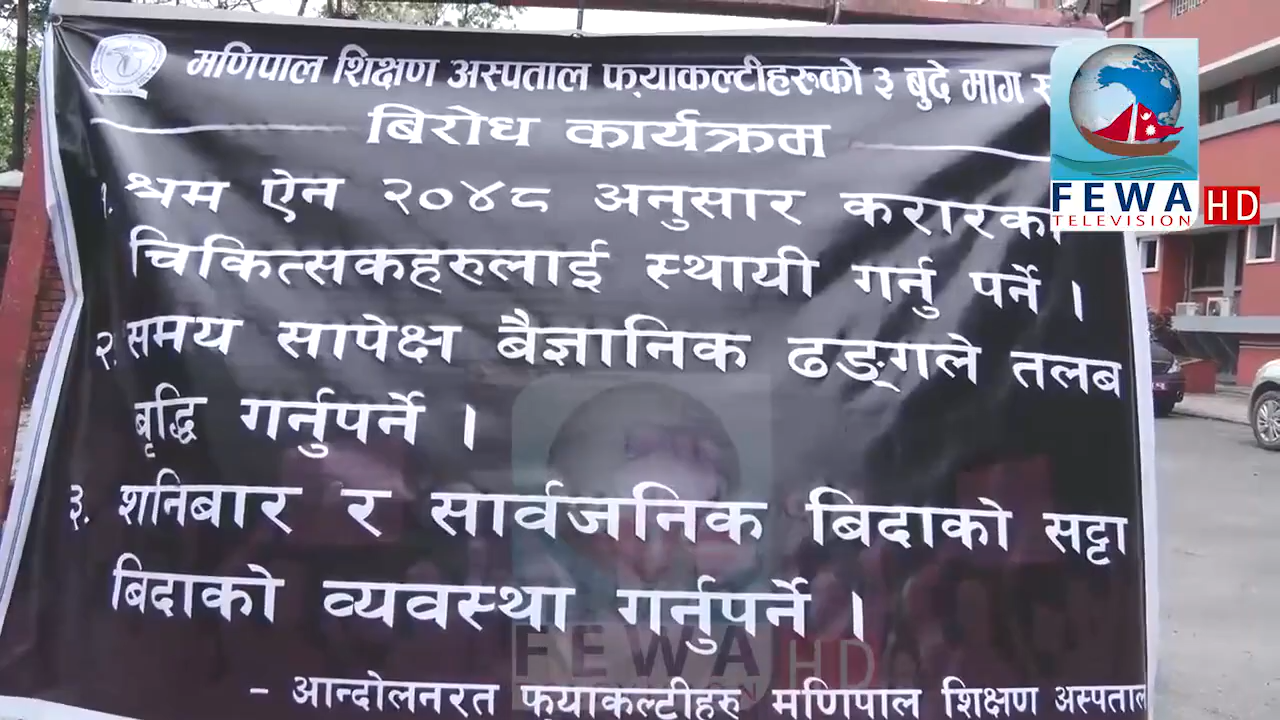 मणिपाल शिक्षण अस्पताल फ्याकल्टीहरूको ३ बुदे माग
बिरोध कार्यक्रम
१. श्रम ऐन २०४८ अनुसार करारका
चिकित्सकहरुलाई स्थायी गर्नु पर्ने ।
२. समय सापेक्ष बैज्ञानिक ढङ्गले तलब
बृद्धि गर्नुपर्ने ।
३. शनिबार र सार्वजनिक बिदाको सट्टा
बिदाको व्यवस्था गर्नुपर्ने ।
- आन्दोलनरत फ्याकल्टीहरु मणिपाल शिक्षण अस्पताल
FEWA
TELEVISION HD
FEWA HD